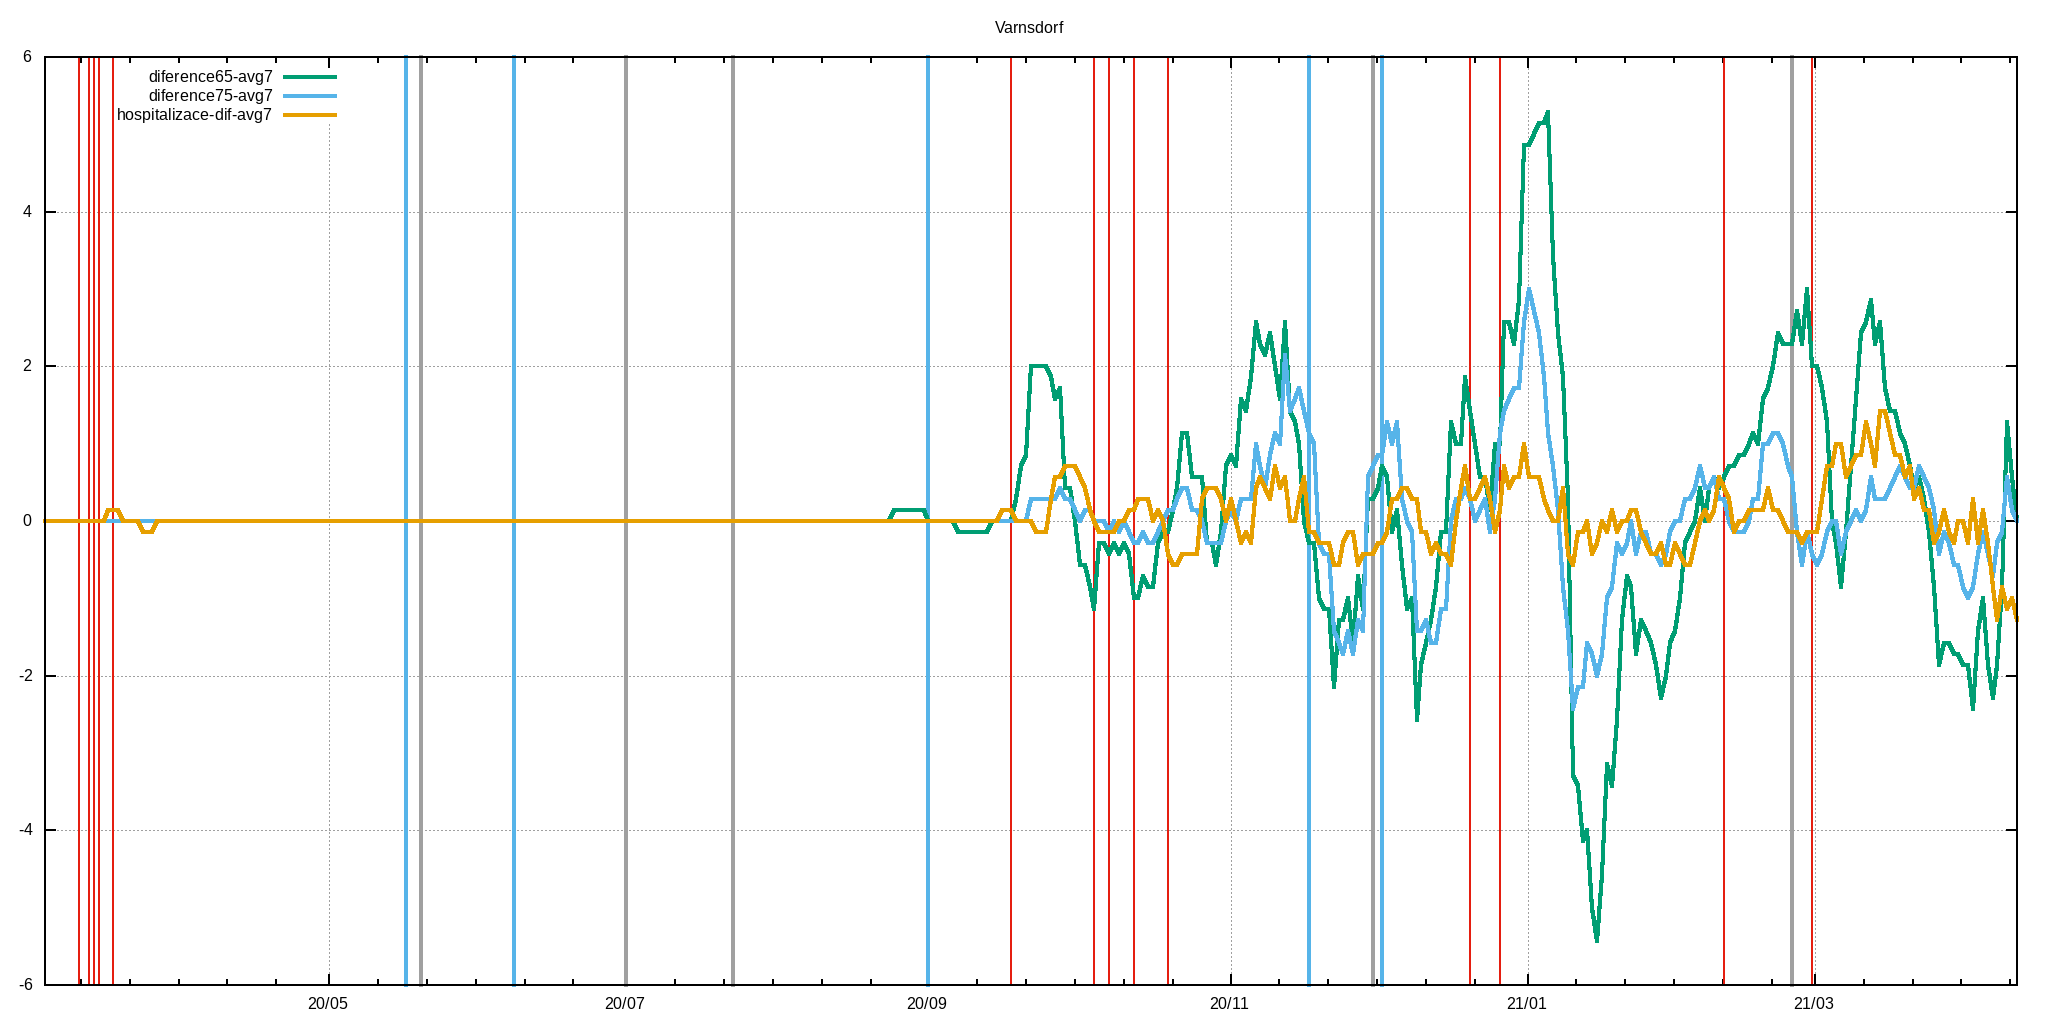 Varnsdorf
6
diference65-avg7
diference75-avg7
hospitalizace-dif-avg7
4
2
0
-2
-4
-6
20/05 20/07 20/09 20/11 21/01 21/03